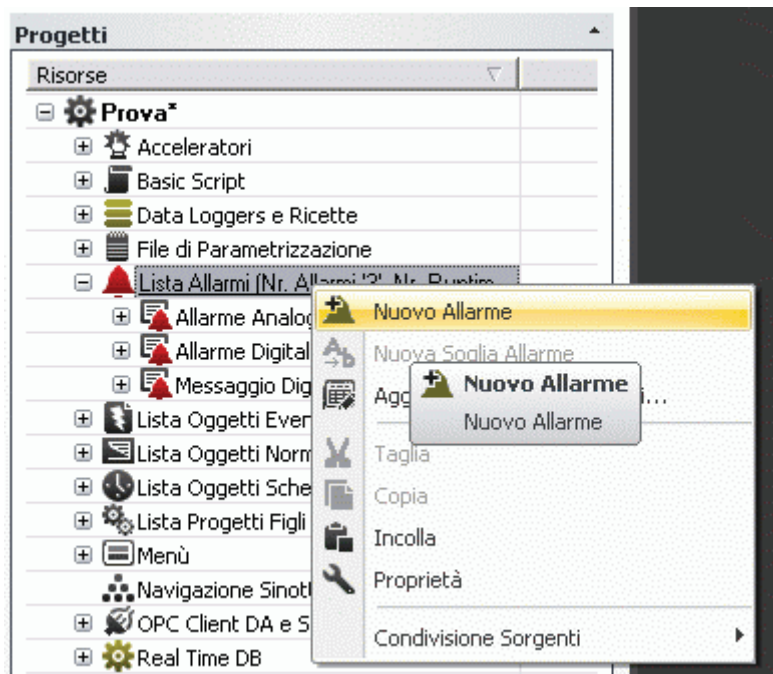 Progetti
Risorse
Prova*
Acceleratori
Basic Script
Data Loggers e Ricette
File di Parametrizzazione
Lista Allarmi (Nr. Allarmi '3', Nr. Runtim
Allarme Analog
Allarme Digital
Messaggio Dig
Lista Oggetti Even
Lista Oggetti Norm
Lista Oggetti Sche
Lista Progetti Figli
Menù
Navigazione Sinott
OPC Client DA e S
Real Time DB
Nuovo Allarme
Nuova Soglia Allarme
Agg
i...
Nuovo Allarme
Nuovo Allarme
Taglia
Copia
Incolla
Proprietà
Condivisione Sorgenti